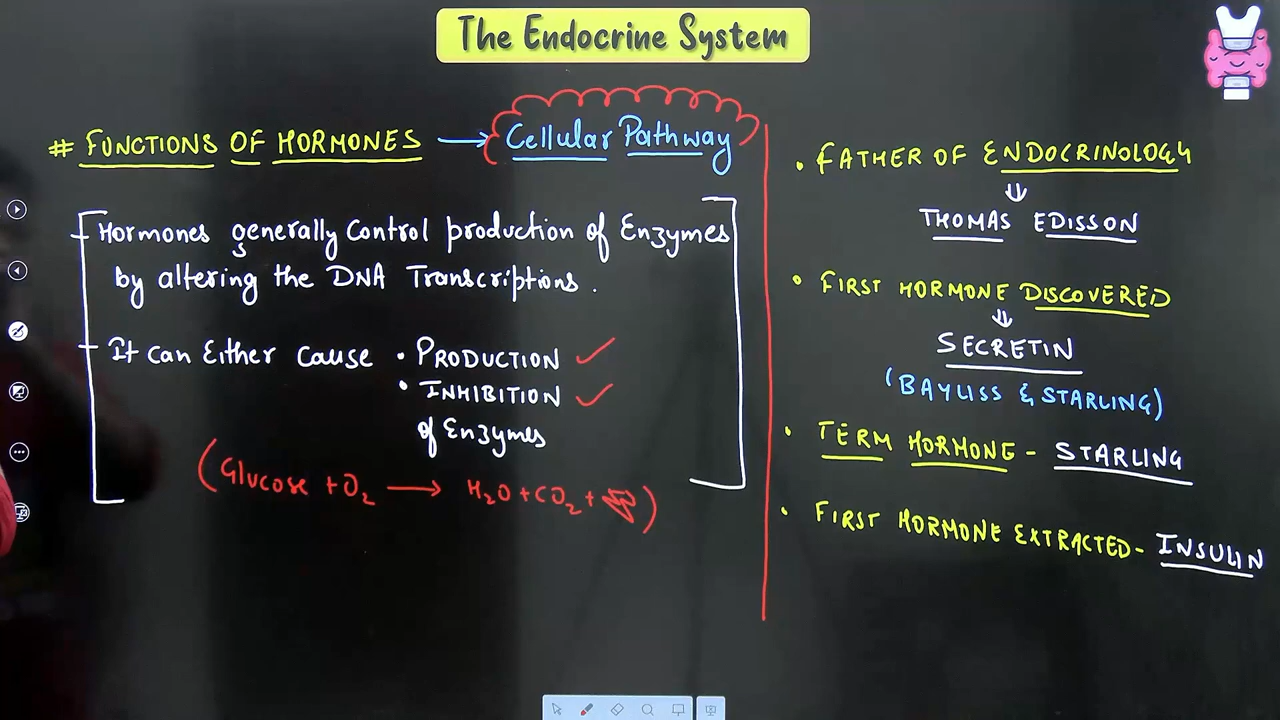 The Endocrine System
# FUNCTIONS OF HORMONES → Cellular Pathway
Hormones generally control production of Enzymes
by altering the DNA Transcriptions.
It can Either cause • PRODUCTION ✓
• INHIBITION ✓
of Enzymes
(Glucose + O₂ → H₂O + CO₂ + )
• FATHER OF ENDOCRINOLOGY
⇓
THOMAS EDISSON
• FIRST HORMONE DISCOVERED
⇓
SECRETIN
(BAYLISS & STARLING)
• TERM HORMONE - STARLING
• FIRST HORMONE EXTRACTED - INSULIN